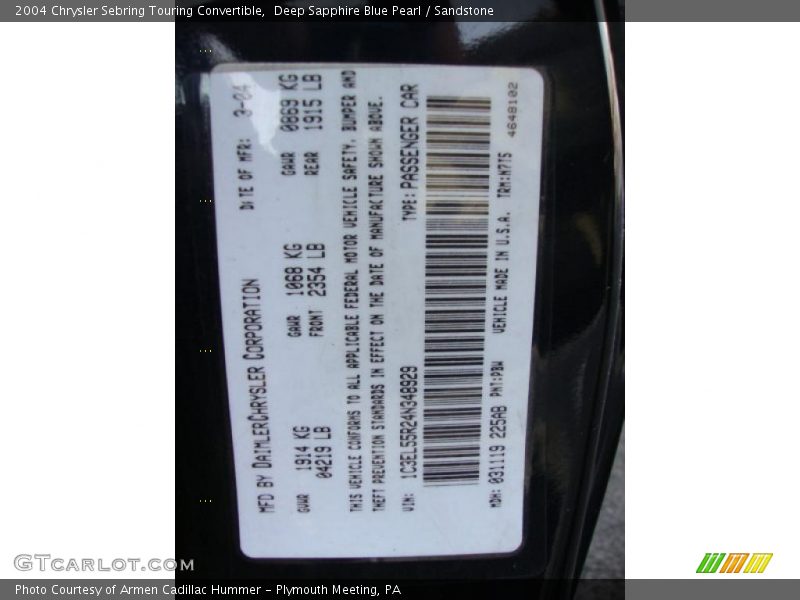 2004 Chrysler Sebring Touring Convertible,  Deep Sapphire Blue Pearl / Sandstone
MFD BY DAIMLERCHRYSLER CORPORATION DATE OF MFR: 3-04
GVWR 1914 KG 04219 LB
GAWR FRONT 1068 KG 2354 LB
GAWR REAR 0869 KG 1915 LB
THIS VEHICLE CONFORMS TO ALL APPLICABLE FEDERAL MOTOR VEHICLE SAFETY, BUMPER AND
THEFT PREVENTION STANDARDS IN EFFECT ON THE DATE OF MANUFACTURE SHOWN ABOVE.
VIN: 1C3EL55R24N348929 TYPE: PASSENGER CAR
MDH: 031119 225AB PNT:PBW VEHICLE MADE IN U.S.A. TRM:N7T5
4648102
GTCARLOT.COM
Photo Courtesy of Armen Cadillac Hummer - Plymouth Meeting, PA